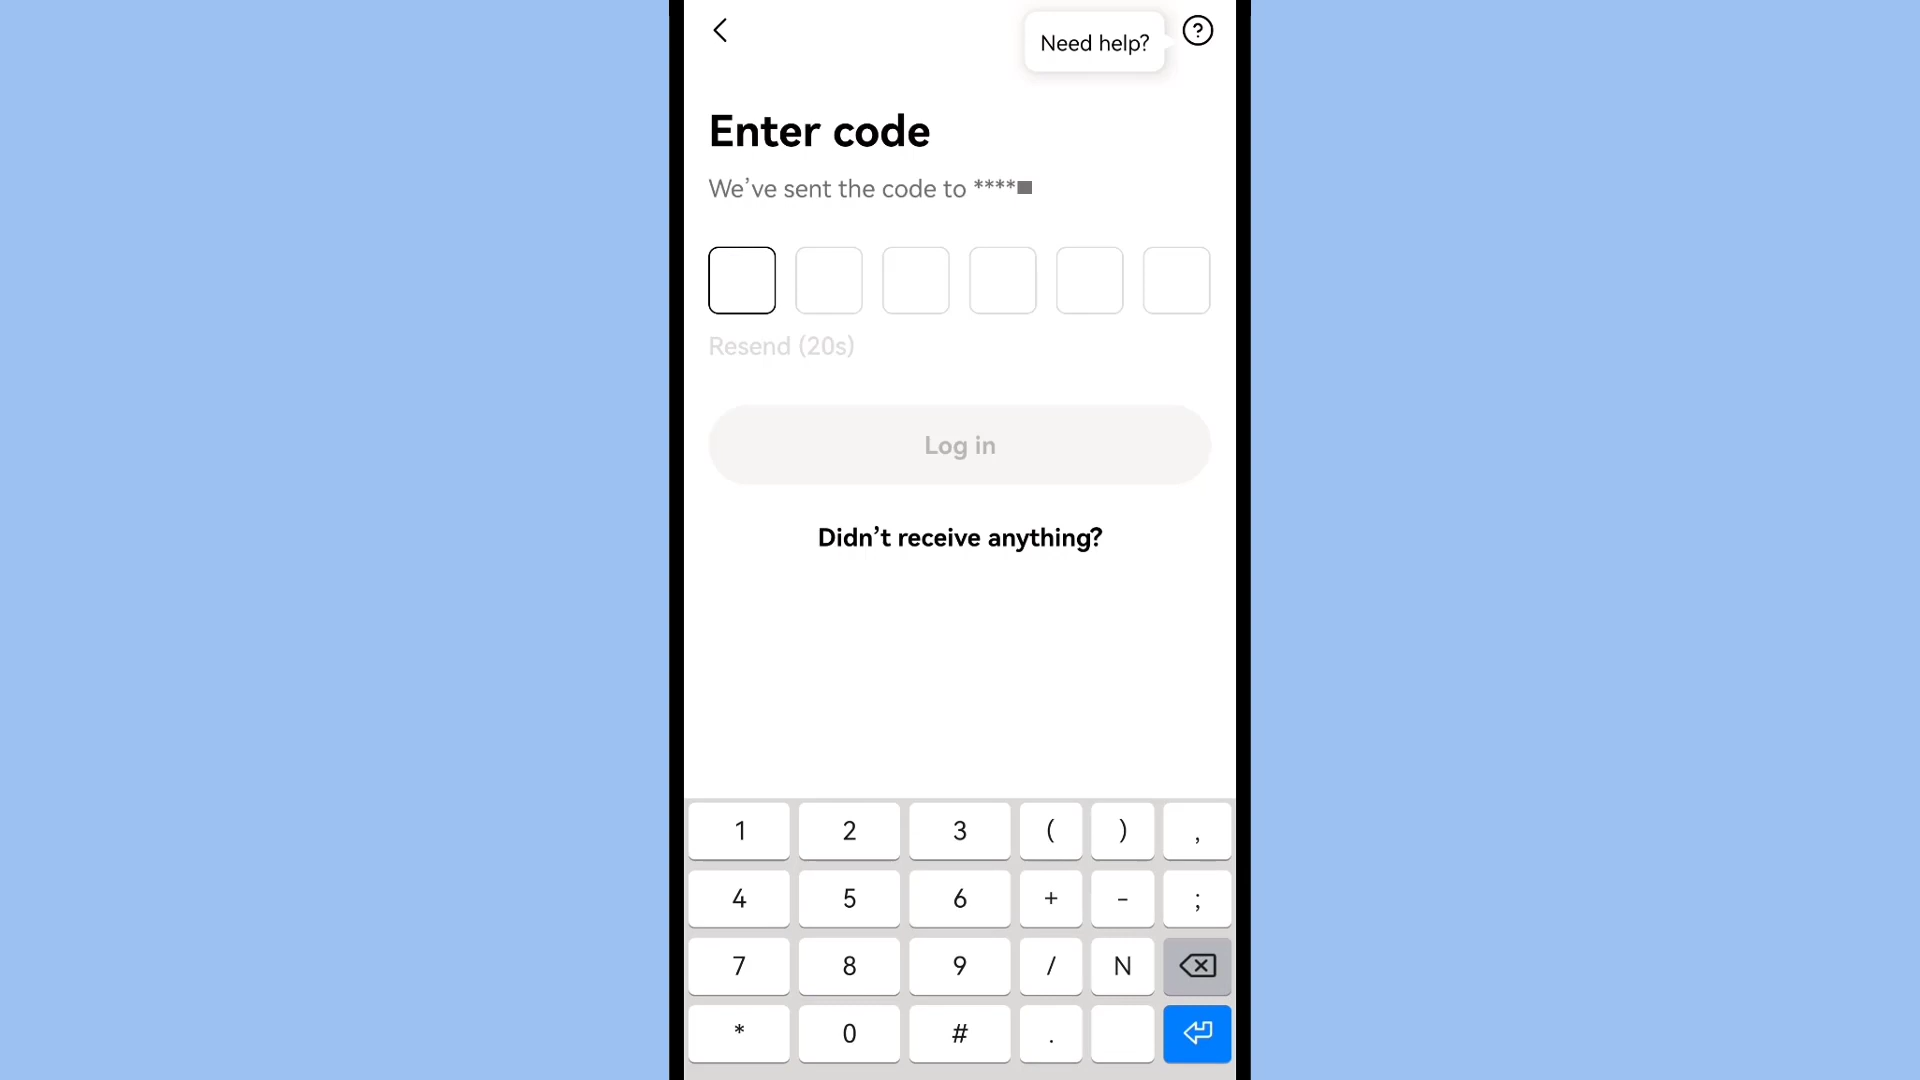 Need help? ?
Enter code
We’ve sent the code to ****■
Resend (20s)
Log in
Didn’t receive anything?
1 2 3 ( ) ,
4 5 6 + - ;
7 8 9 / N
* 0 # .